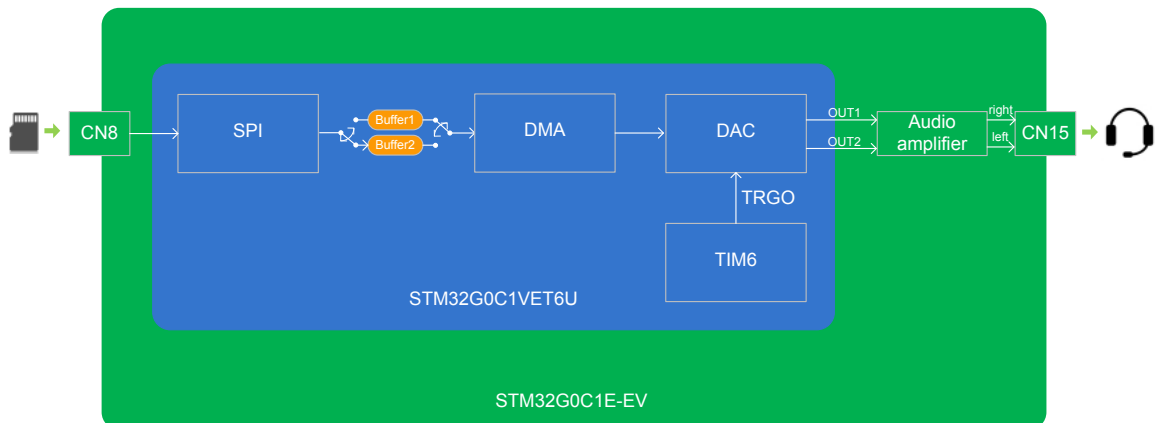 CN8
SPI
Buffer1
Buffer2
DMA
DAC
OUT1
OUT2
Audio
amplifier
right
left
CN15
TRGO
TIM6
STM32G0C1VET6U
STM32G0C1E-EV